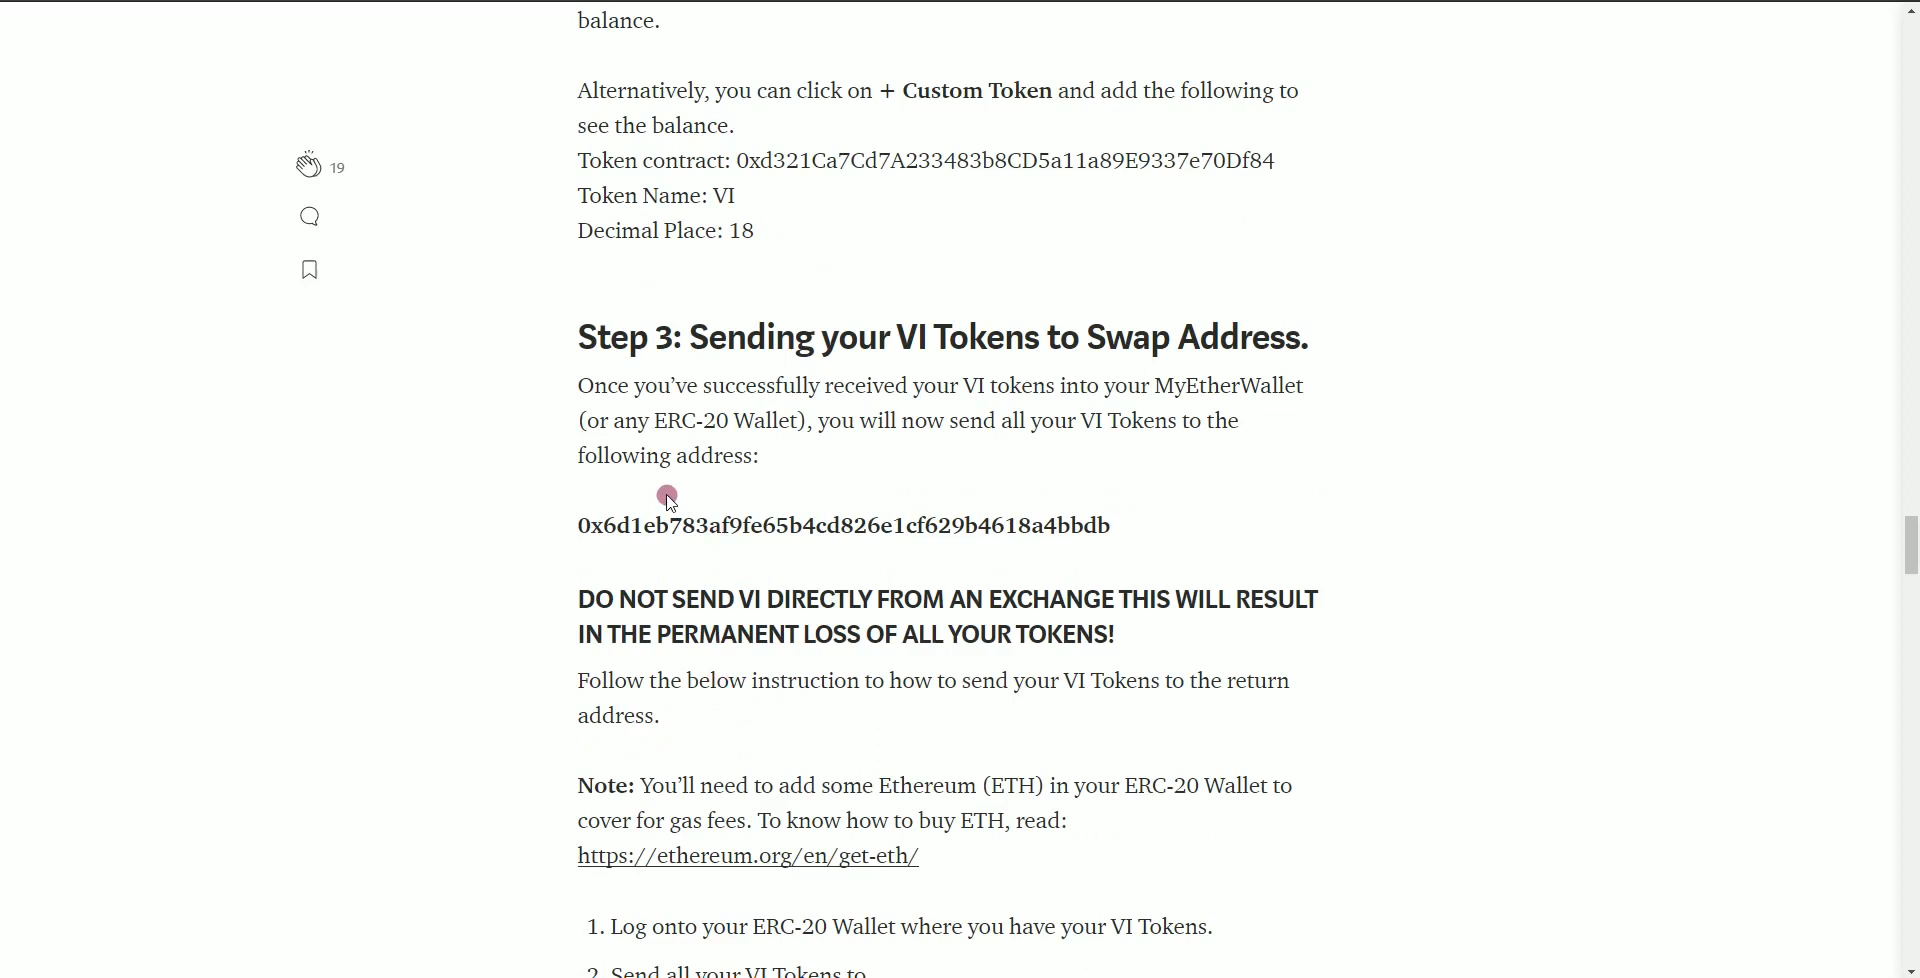 balance.
Alternatively, you can click on + Custom Token and add the following to
see the balance.
19
Token contract: 0xd321Ca7Cd7A233483b8CD5a11a89E9337e70Df84
Token Name: VI
Decimal Place: 18
Step 3: Sending your VI Tokens to Swap Address.
Once you’ve successfully received your VI tokens into your MyEtherWallet
(or any ERC-20 Wallet), you will now send all your VI Tokens to the
following address:
0x6d1eb783af9fe65b4cd826e1cf629b4618a4bbdb
DO NOT SEND VI DIRECTLY FROM AN EXCHANGE THIS WILL RESULT
IN THE PERMANENT LOSS OF ALL YOUR TOKENS!
Follow the below instruction to how to send your VI Tokens to the return
address.
Note: You’ll need to add some Ethereum (ETH) in your ERC-20 Wallet to
cover for gas fees. To know how to buy ETH, read:
https://ethereum.org/en/get-eth/
1. Log onto your ERC-20 Wallet where you have your VI Tokens.
2. Send all your VI Tokens to